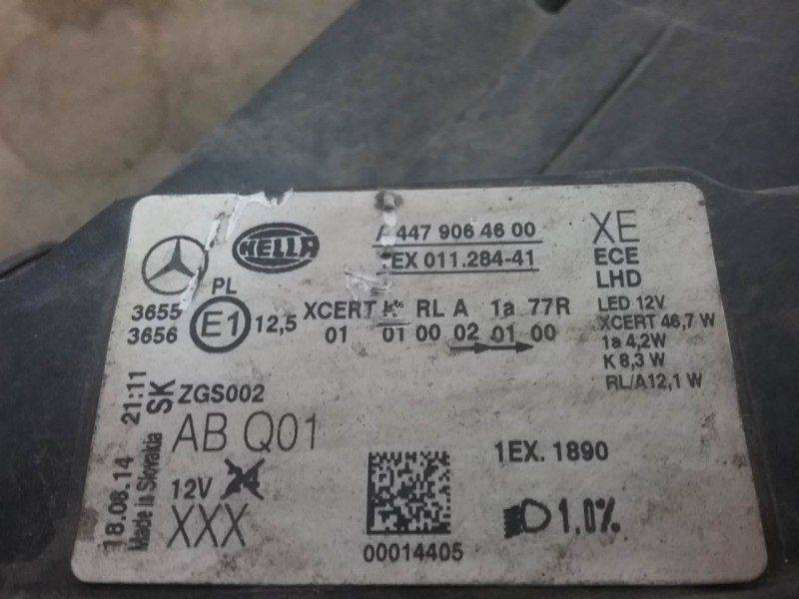 HELLA
A 447 906 46 00
EX 011.284-41
XE
ECE
LHD
LED 12V
XCERT 46,7 W
1a 4,2W
K 8,3 W
RL/A12,1 W
3655
3656
PL
E1 12,5
XCERT K RL A 1a 77R
01 01 00 02 01 00
ZGS002
AB Q01
12V
XXX
SK
18.06.14 21:11
Made in Slovakia
00014405
1EX. 1890
1.0%